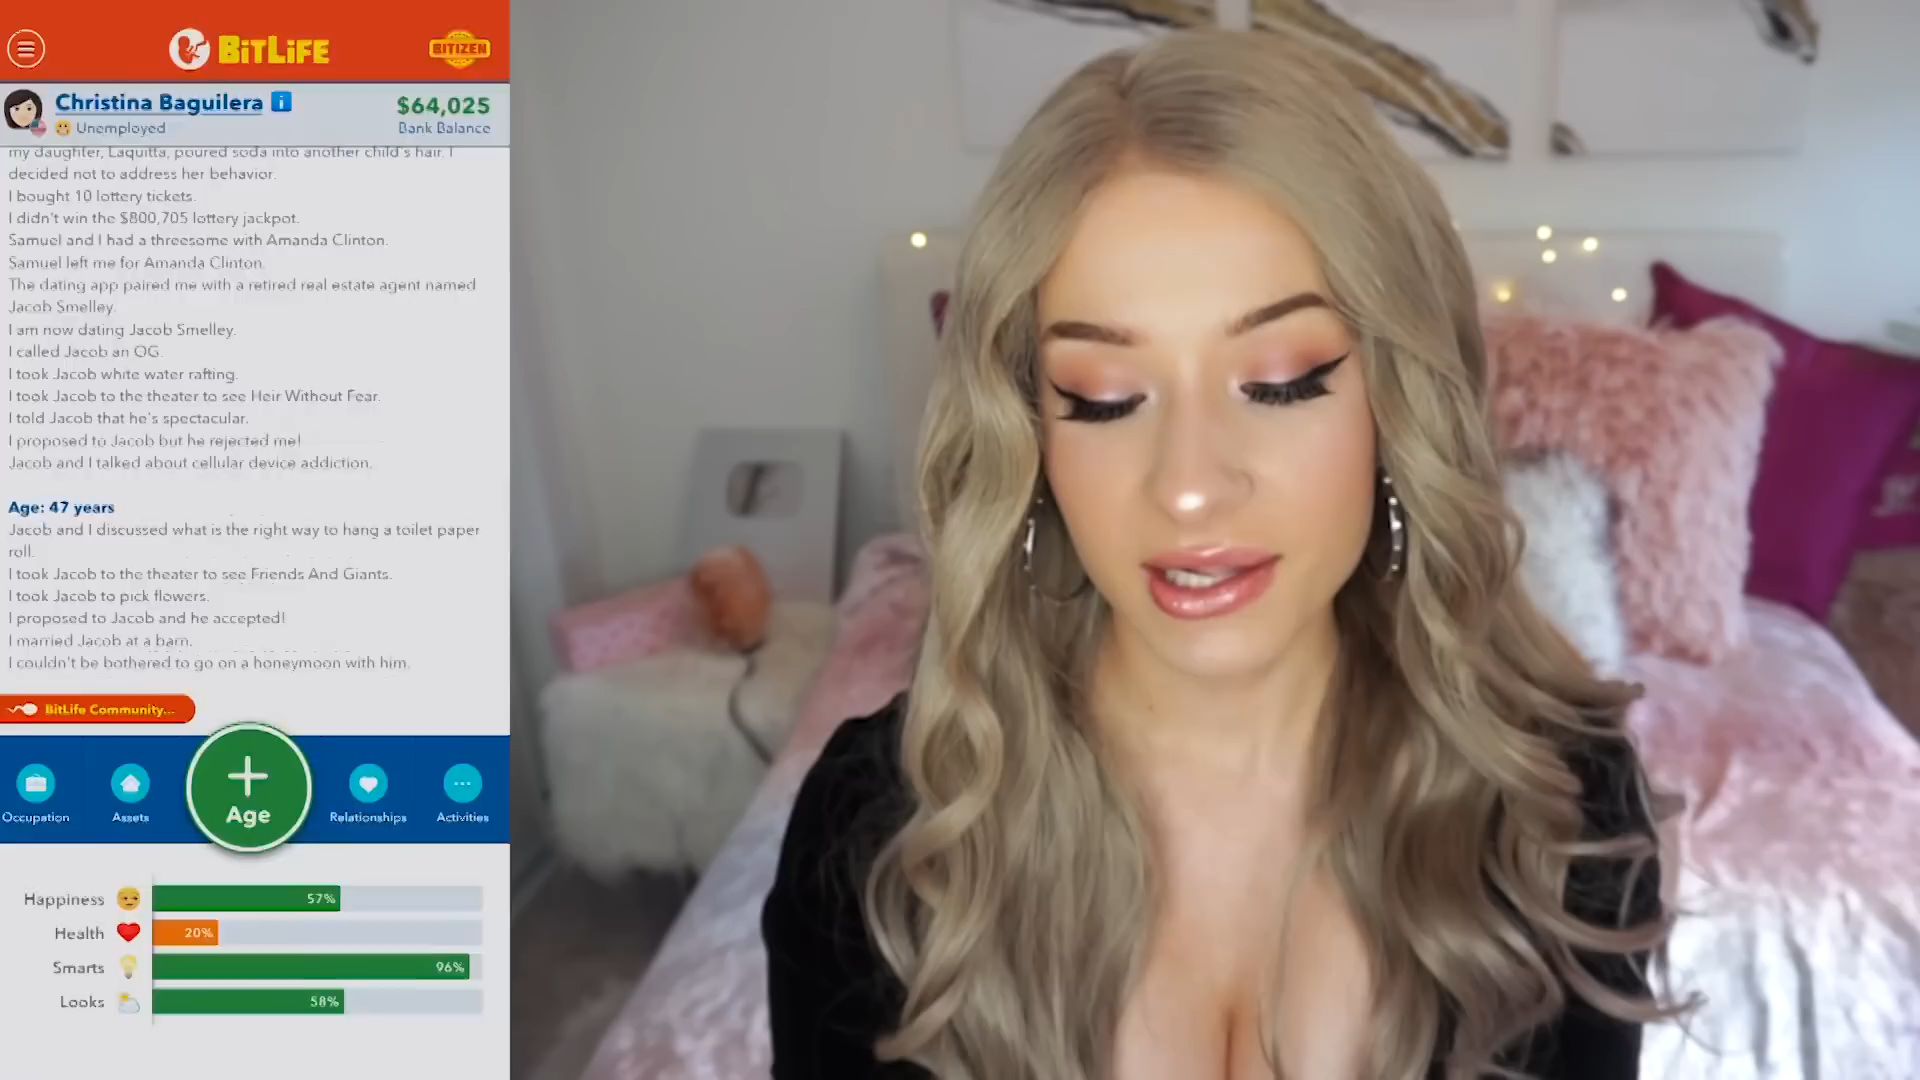 BITLIFE
BITIZEN
Christina Baguilera i
$64,025
Unemployed
Bank Balance
my daughter, Laquitta, poured soda into another child's hair. I
decided not to address her behavior.
I bought 10 lottery tickets.
I didn't win the $800,705 lottery jackpot.
Samuel and I had a threesome with Amanda Clinton.
Samuel left me for Amanda Clinton.
The dating app paired me with a retired real estate agent named
Jacob Smelley.
I am now dating Jacob Smelley.
I called Jacob an OG.
I took Jacob white water rafting.
I took Jacob to the theater to see Heir Without Fear.
I told Jacob that he's spectacular.
I proposed to Jacob but he rejected me!
Jacob and I talked about cellular device addiction.
Age: 47 years
Jacob and I discussed what is the right way to hang a toilet paper
roll.
I took Jacob to the theater to see Friends And Giants.
I took Jacob to pick flowers.
I proposed to Jacob and he accepted!
I married Jacob at a barn.
I couldn't be bothered to go on a honeymoon with him.
BitLife Community...
Occupation
Assets
+ Age
Relationships
Activities
Happiness 57%
Health 20%
Smarts 96%
Looks 58%